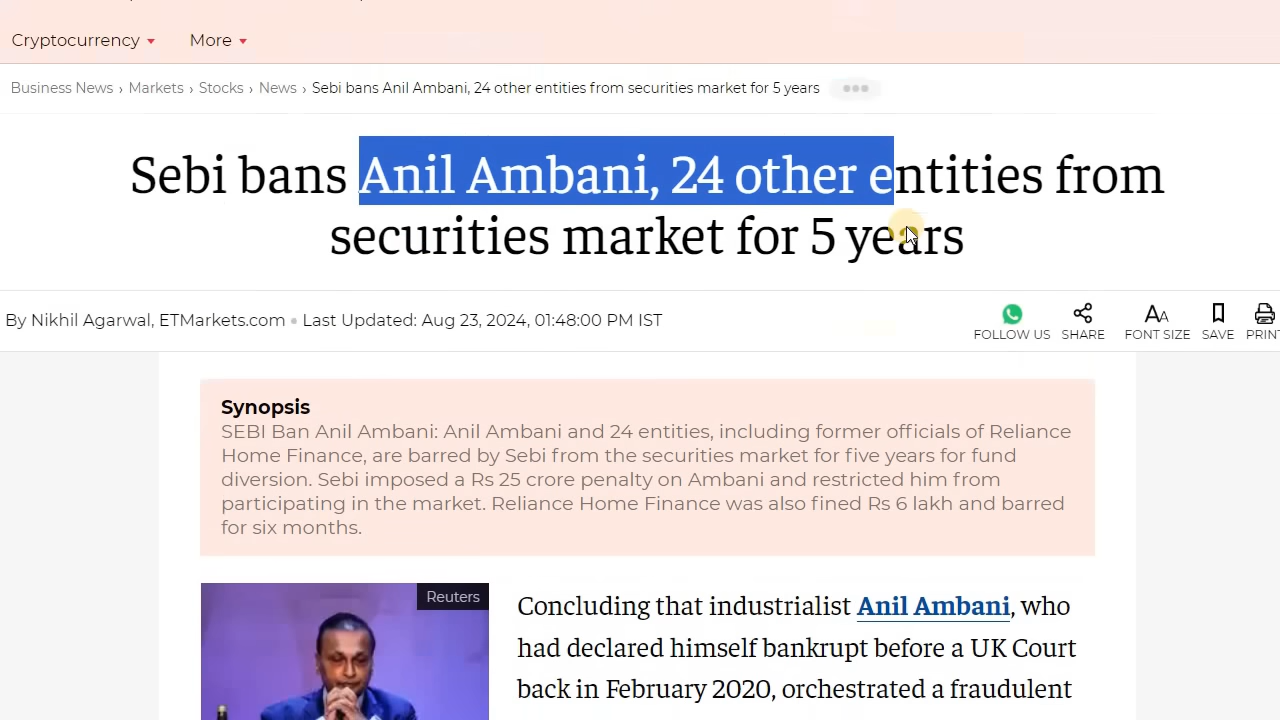 Cryptocurrency More
Business News › Markets › Stocks › News › Sebi bans Anil Ambani, 24 other entities from securities market for 5 years
Sebi bans Anil Ambani, 24 other entities from
securities market for 5 years
By Nikhil Agarwal, ETMarkets.com • Last Updated: Aug 23, 2024, 01:48:00 PM IST
FOLLOW US SHARE FONT SIZE SAVE PRINT
Synopsis
SEBI Ban Anil Ambani: Anil Ambani and 24 entities, including former officials of Reliance
Home Finance, are barred by Sebi from the securities market for five years for fund
diversion. Sebi imposed a Rs 25 crore penalty on Ambani and restricted him from
participating in the market. Reliance Home Finance was also fined Rs 6 lakh and barred
for six months.
Reuters
Concluding that industrialist Anil Ambani, who
had declared himself bankrupt before a UK Court
back in February 2020, orchestrated a fraudulent